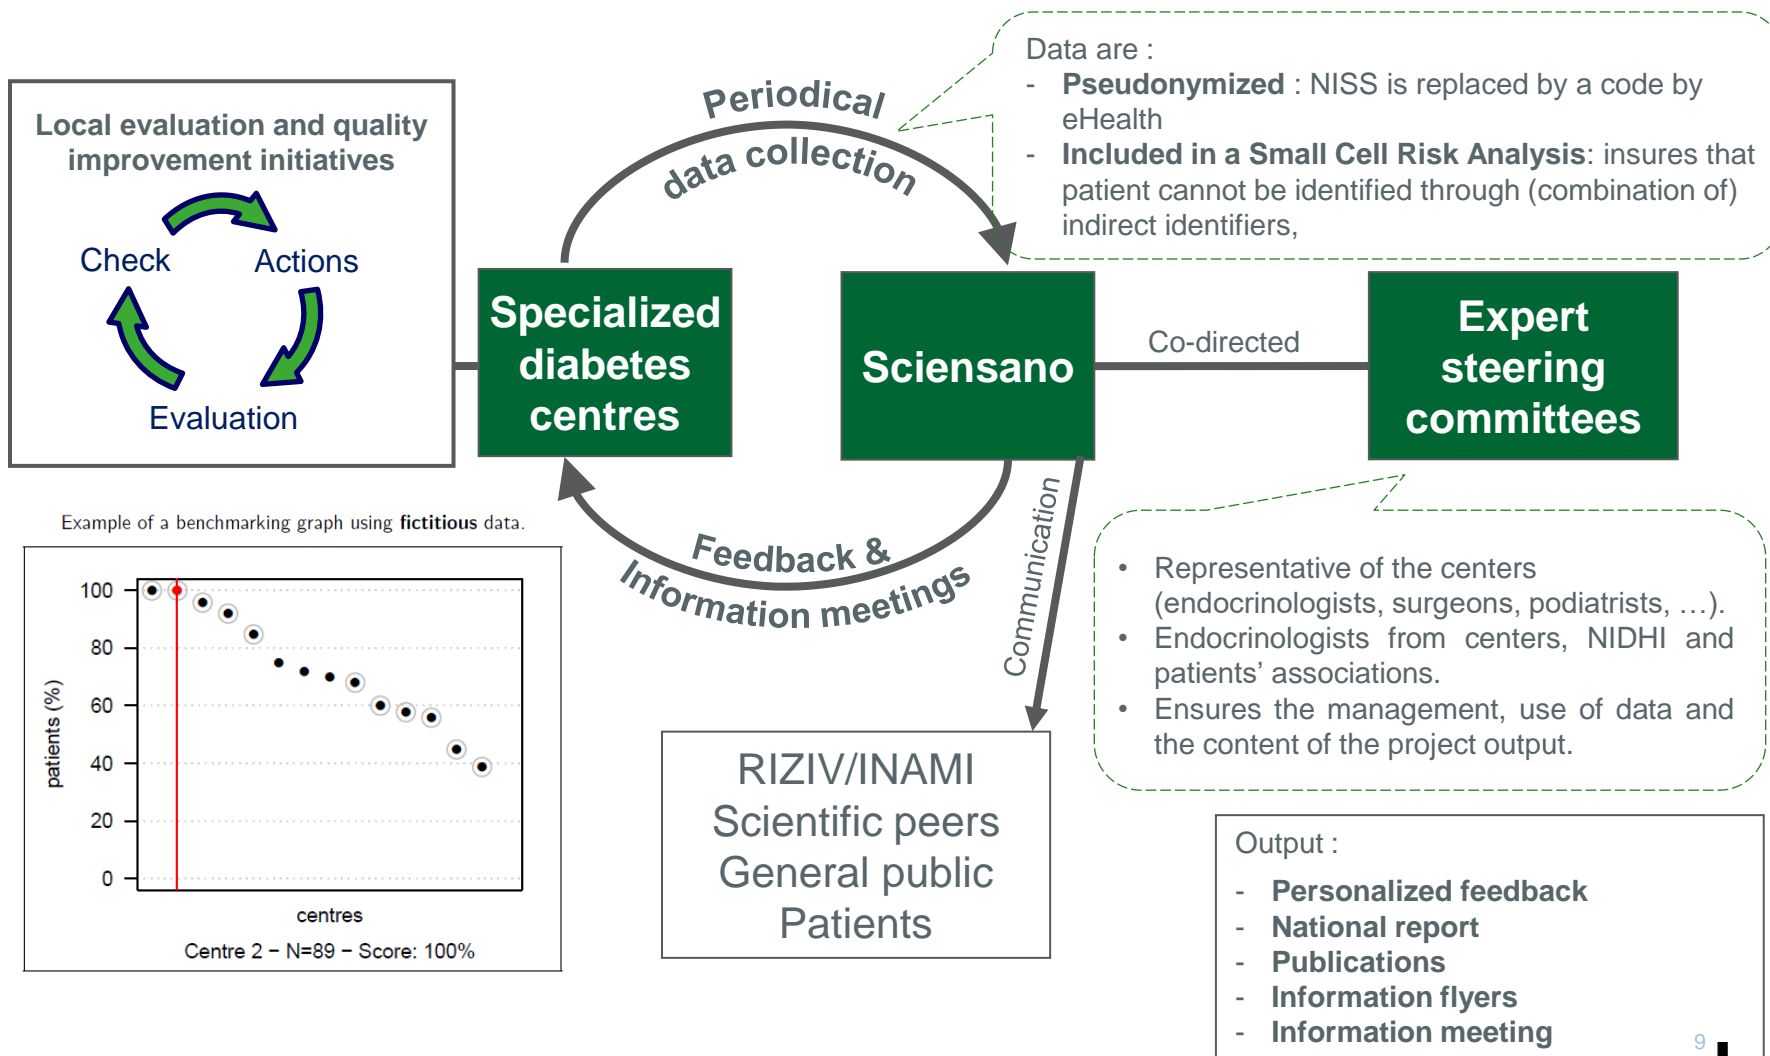 Local evaluation and quality
improvement initiatives
Check
Actions
Evaluation
Periodical
data collection
Data are :
- Pseudonymized : NISS is replaced by a code by
eHealth
- Included in a Small Cell Risk Analysis: insures that
patient cannot be identified through (combination of)
indirect identifiers,
Specialized
diabetes
centres
Sciensano
Co-directed
Expert
steering
committees
Feedback &
Information meetings
Communication
Example of a benchmarking graph using fictitious data.
patients (%)
100
80
60
40
20
0
centres
Centre 2 − N=89 − Score: 100%
RIZIV/INAMI
Scientific peers
General public
Patients
• Representative of the centers
(endocrinologists, surgeons, podiatrists, …).
• Endocrinologists from centers, NIDHI and
patients’ associations.
• Ensures the management, use of data and
the content of the project output.
Output :
- Personalized feedback
- National report
- Publications
- Information flyers
- Information meeting
9